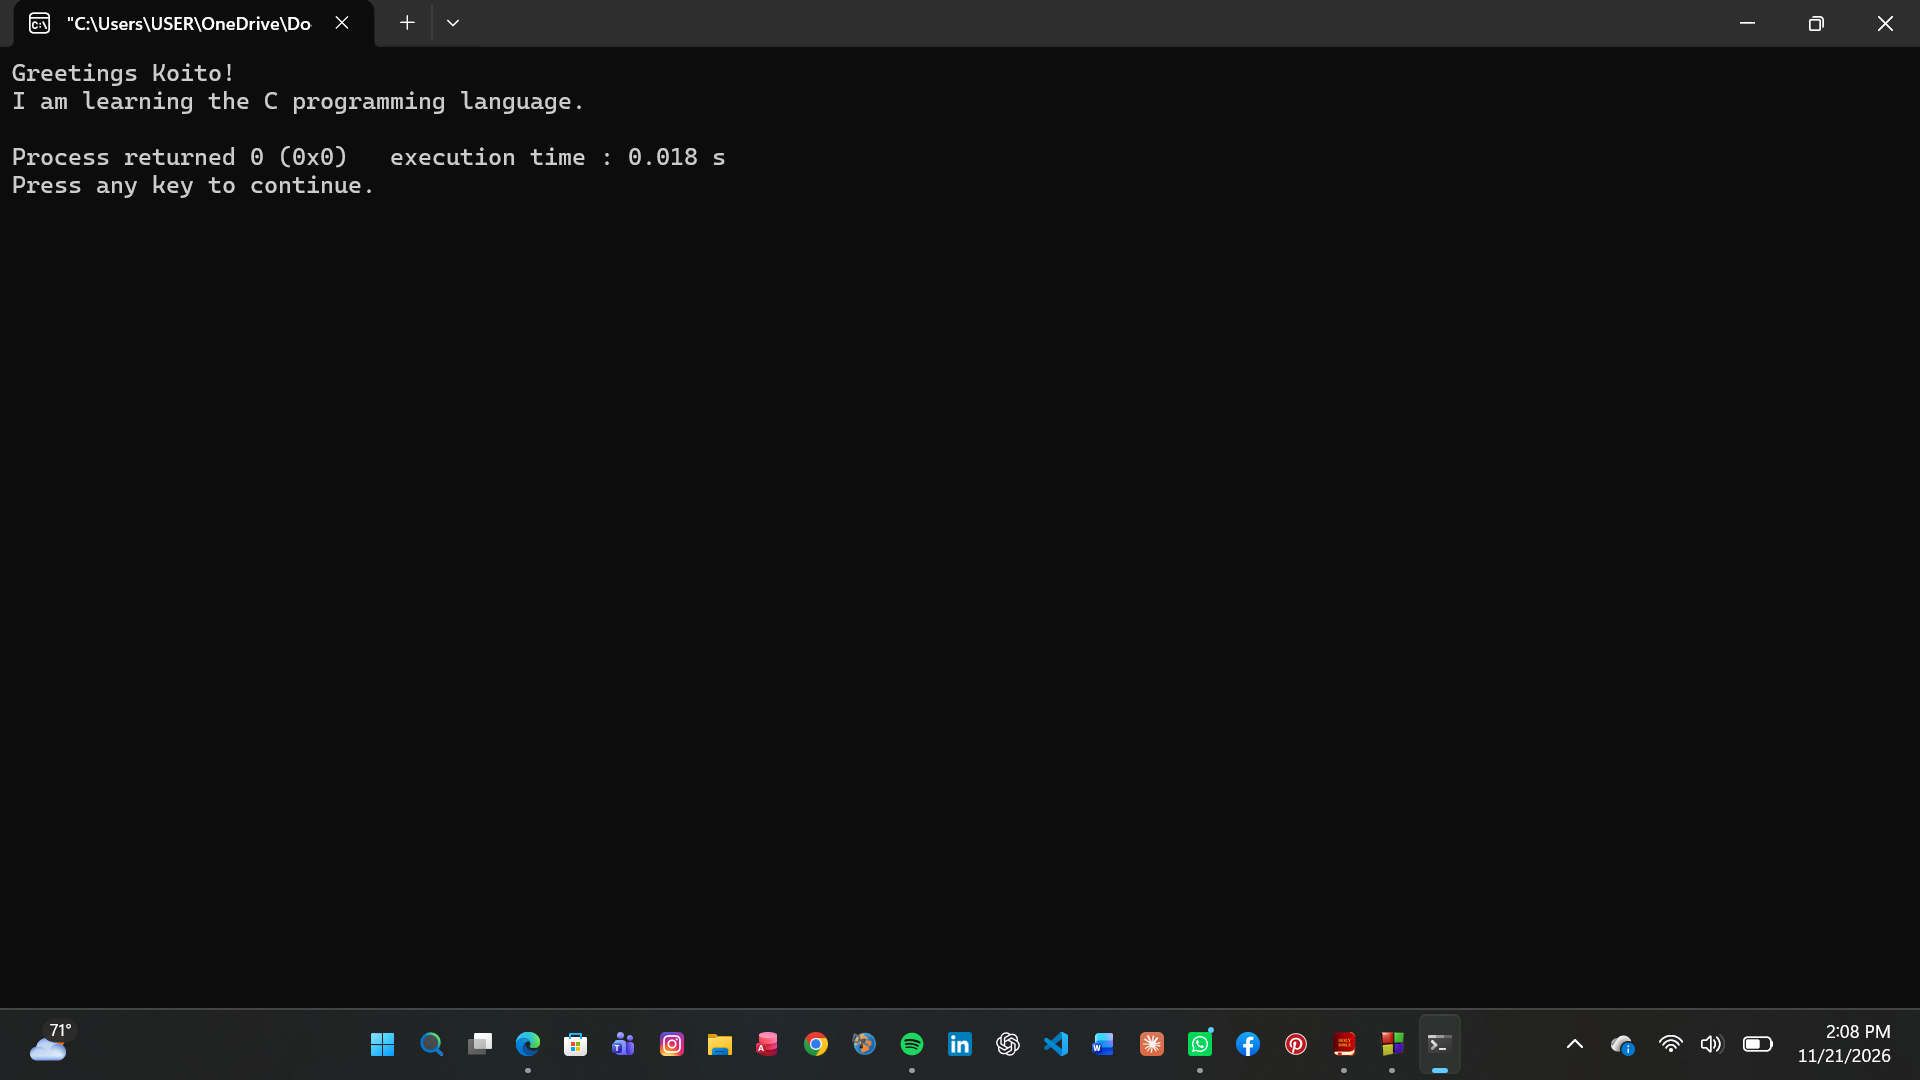 "C:\Users\USER\OneDrive\Do
Greetings Koito!
I am learning the C programming language.
Process returned 0 (0x0)   execution time : 0.018 s
Press any key to continue.
71°
2:08 PM
11/21/2026